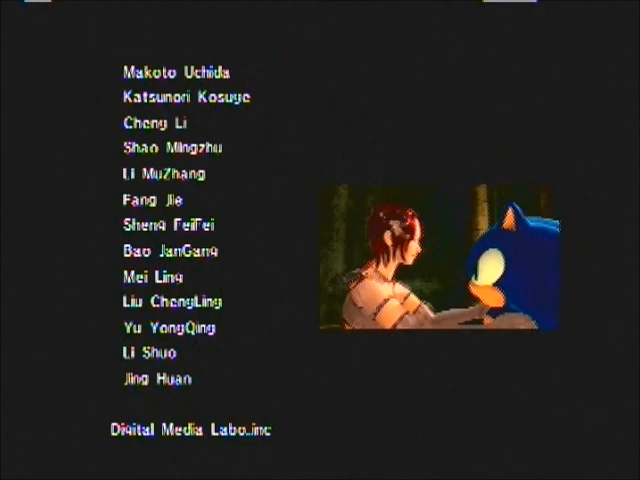 Makoto Uchida
Katsunori Kosuge
Cheng Li
Shao Mingzhu
Li MuZhang
Fang Jie
Sheng FeiFei
Bao JanGang
Mei Ling
Liu ChengLing
Yu YongQing
Li Shuo
Jing Huan
Digital Media Labo.,inc